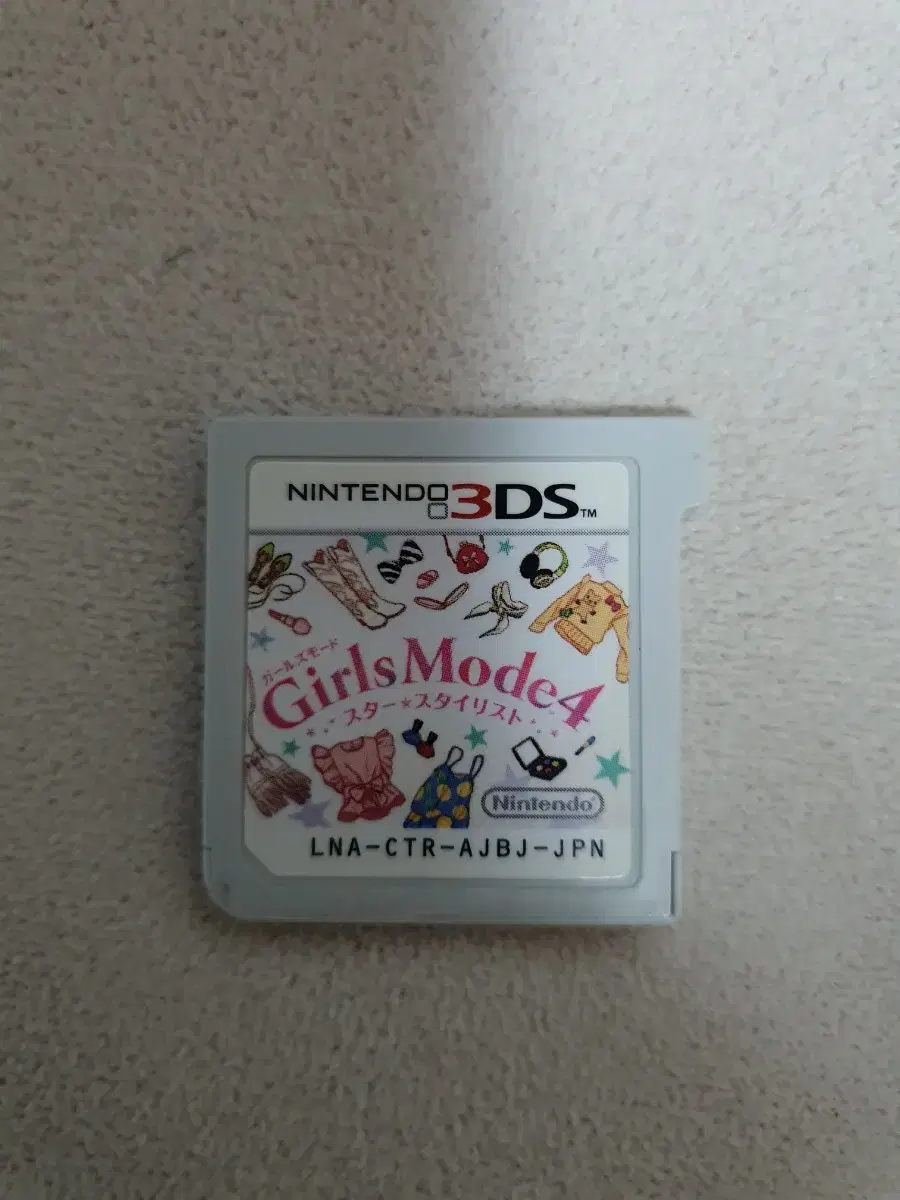 NINTENDO 3DS™
ガールズモード
Girls Mode 4
スター★スタイリスト
Nintendo®
LNA-CTR-AJBJ-JPN